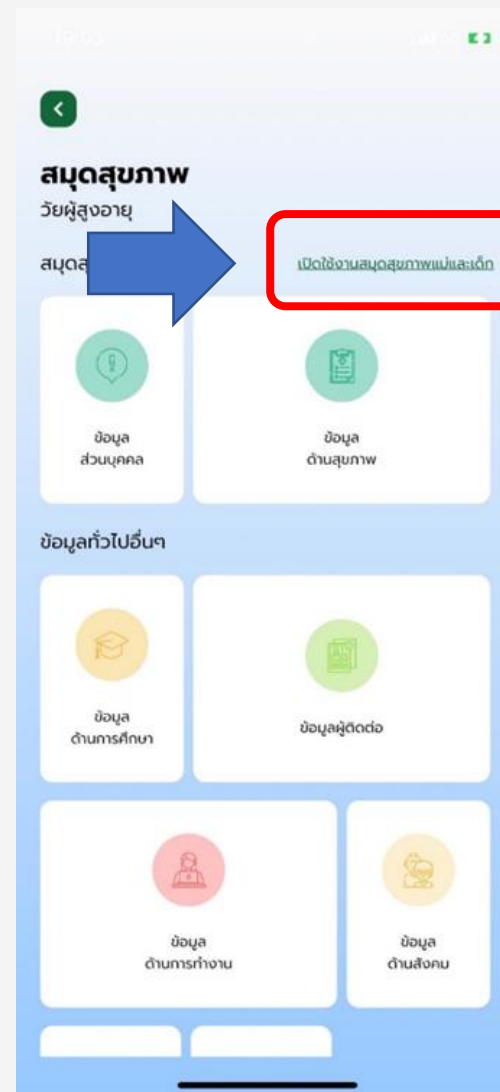 สมุดสุขภาพ
วัยผู้สูงอายุ
เปิดใช้งานสมุดสุขภาพแม่และเด็ก
ข้อมูล
ส่วนบุคคล
ข้อมูล
ด้านสุขภาพ
ข้อมูลทั่วไปอื่นๆ
ข้อมูล
ด้านการศึกษา
ข้อมูลผู้ติดต่อ
ข้อมูล
ด้านการทำงาน
ข้อมูล
ด้านสังคม